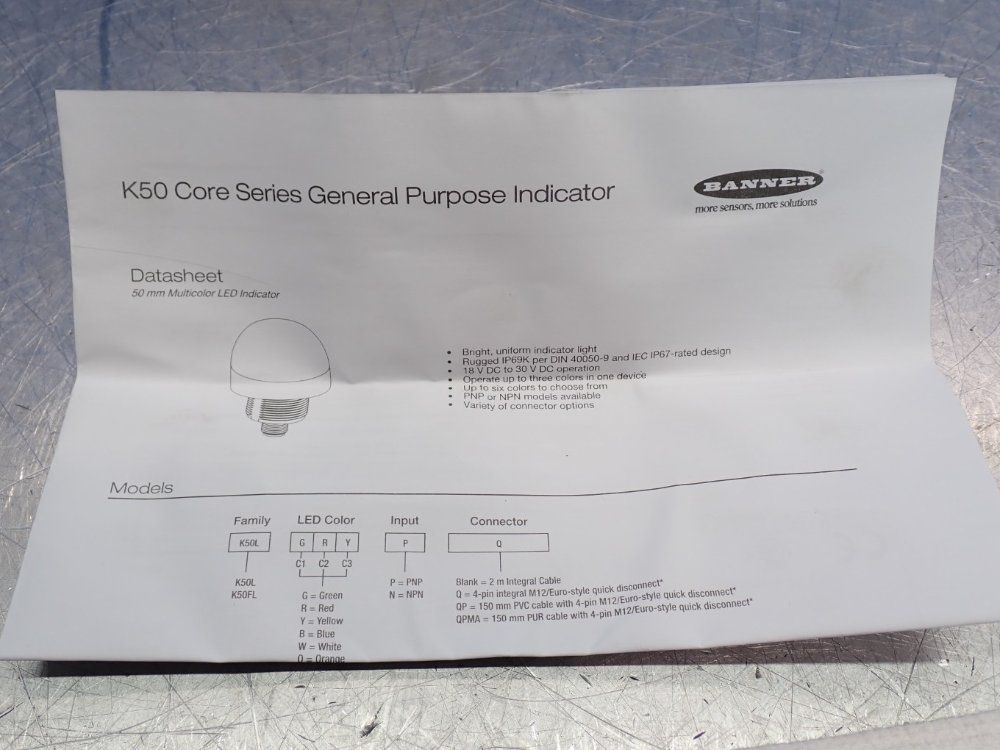 K50 Core Series General Purpose Indicator
BANNER
more sensors, more solutions
Datasheet
50 mm Multicolor LED Indicator
• Bright, uniform indicator light
• Rugged IP69K per DIN 40050-9 and IEC IP67-rated design
• 18 V DC to 30 V DC operation
• Operate up to three colors in one device
• Up to six colors to choose from
• PNP or NPN models available
• Variety of connector options
Models
Family LED Color Input Connector
K50L G R Y P Q
C1 C2 C3
K50L
K50FL
G = Green
R = Red
Y = Yellow
B = Blue
W = White
O = Orange
P = PNP
N = NPN
Blank = 2 m Integral Cable
Q = 4-pin integral M12/Euro-style quick disconnect*
QP = 150 mm PVC cable with 4-pin M12/Euro-style quick disconnect*
QPMA = 150 mm PUR cable with 4-pin M12/Euro-style quick disconnect*